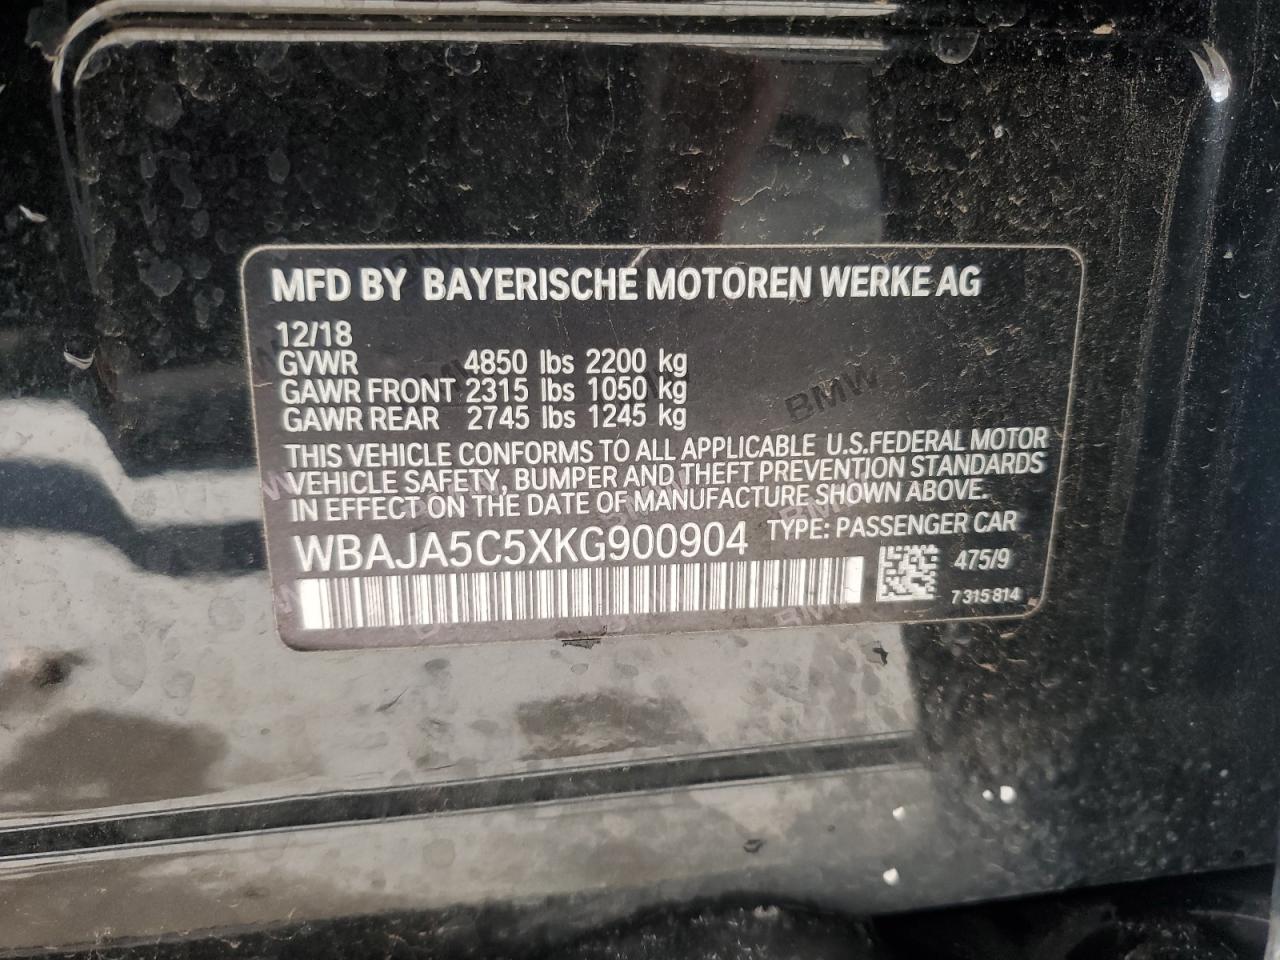 MFD BY BAYERISCHE MOTOREN WERKE AG
12/18
GVWR 4850 lbs 2200 kg
GAWR FRONT 2315 lbs 1050 kg
GAWR REAR 2745 lbs 1245 kg
THIS VEHICLE CONFORMS TO ALL APPLICABLE U.S.FEDERAL MOTOR
VEHICLE SAFETY, BUMPER AND THEFT PREVENTION STANDARDS
IN EFFECT ON THE DATE OF MANUFACTURE SHOWN ABOVE.
WBAJA5C5XKG900904 TYPE: PASSENGER CAR
475/9
7 315 814
BMW